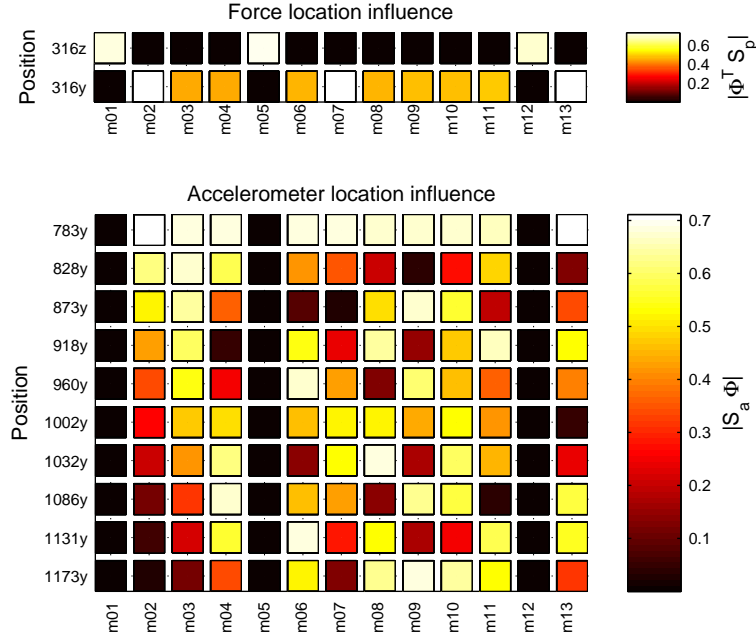 Force location influence
Position
316z
316y
m01 m02 m03 m04 m05 m06 m07 m08 m09 m10 m11 m12 m13
0.6
0.4
0.2
|Φ^T S_p|
Accelerometer location influence
Position
783y
828y
873y
918y
960y
1002y
1032y
1086y
1131y
1173y
m01 m02 m03 m04 m05 m06 m07 m08 m09 m10 m11 m12 m13
0.7
0.6
0.5
0.4
0.3
0.2
0.1
|S_a Φ|